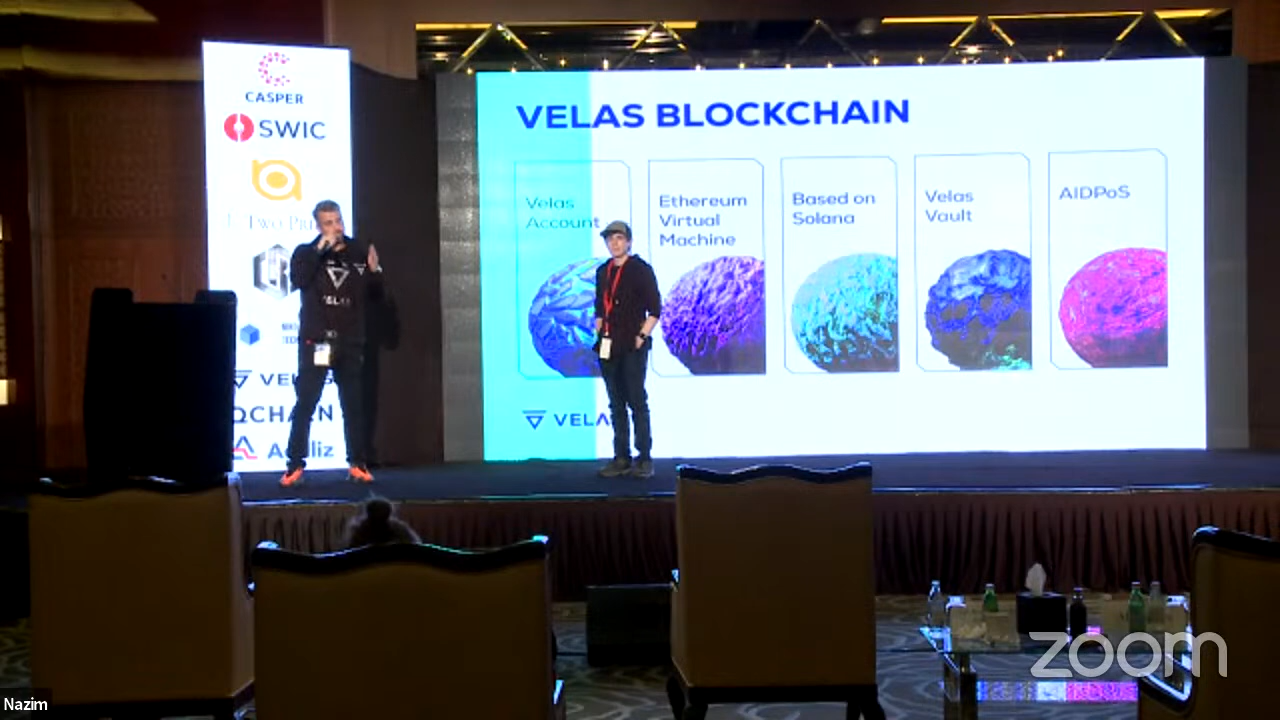 CASPER
SWIC
VELAS BLOCKCHAIN
Velas
Account
Ethereum
Virtual
Machine
Based on
Solana
Velas
Vault
AIDPoS
Two
VELAS
QCHAIN
zoom
Nazim